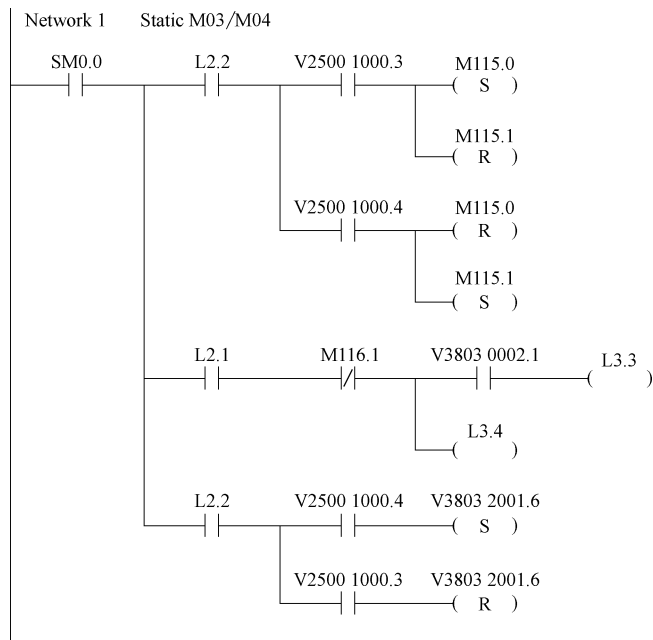 Network 1 Static M03/M04
SM0.0 L2.2 V2500 1000.3 M115.0
S
M115.1
R
V2500 1000.4 M115.0
R
M115.1
S
L2.1 M116.1 V3803 0002.1 L3.3
L3.4
L2.2 V2500 1000.4 V3803 2001.6
S
V2500 1000.3 V3803 2001.6
R